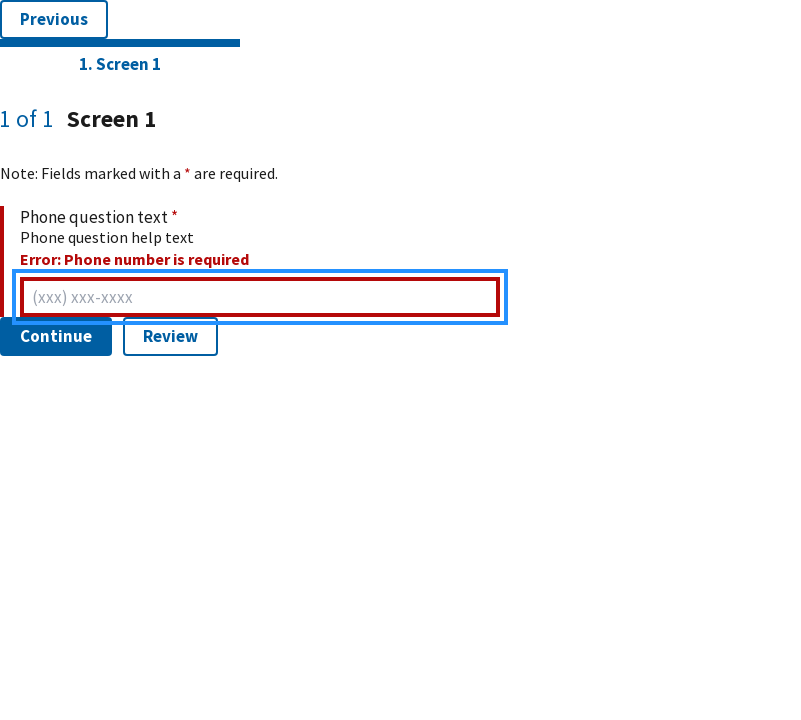 Previous
1. Screen 1
1 of 1 Screen 1
Note: Fields marked with a * are required.
Phone question text *
Phone question help text
Error: Phone number is required
(xxx) xxx-xxxx
Continue Review